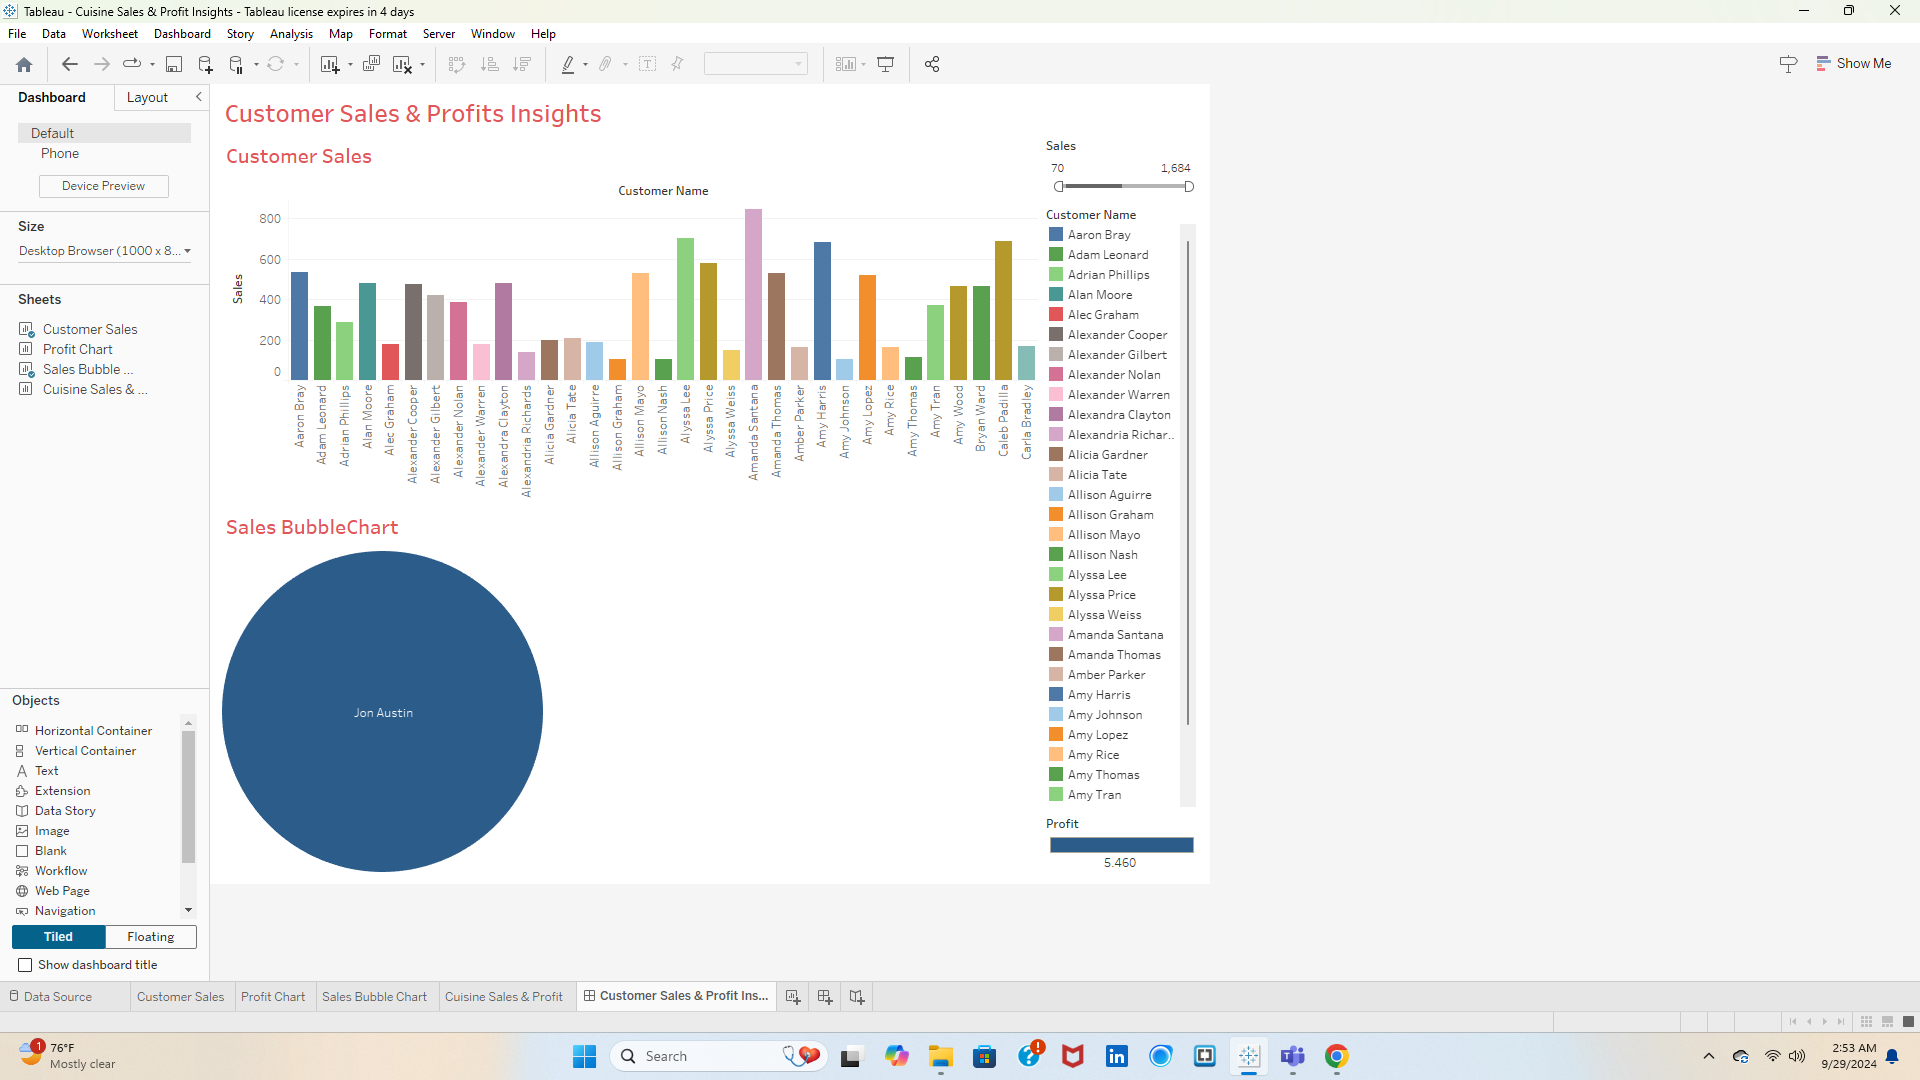 Tableau - Cuisine Sales & Profit Insights - Tableau license expires in 4 days
File Data Worksheet Dashboard Story Analysis Map Format Server Window Help
Show Me
Dashboard Layout
Default
Phone
Device Preview
Size
Desktop Browser (1000 x 8...
Sheets
Customer Sales
Profit Chart
Sales Bubble ...
Cuisine Sales & ...
Objects
Horizontal Container
Vertical Container
Text
Extension
Data Story
Image
Blank
Workflow
Web Page
Navigation
Tiled Floating
Show dashboard title
Customer Sales & Profits Insights
Customer Sales
Customer Name
Sales
800
600
400
200
0
Aaron Bray
Adam Leonard
Adrian Phillips
Alan Moore
Alec Graham
Alexander Cooper
Alexander Gilbert
Alexander Nolan
Alexander Warren
Alexandra Clayton
Alexandria Richards
Alicia Gardner
Alicia Tate
Allison Aguirre
Allison Graham
Allison Mayo
Allison Nash
Alyssa Lee
Alyssa Price
Alyssa Weiss
Amanda Santana
Amanda Thomas
Amber Parker
Amy Harris
Amy Johnson
Amy Lopez
Amy Rice
Amy Thomas
Amy Tran
Amy Wood
Bryan Ward
Caleb Padilla
Carla Bradley
Sales BubbleChart
Jon Austin
Sales
70 1,684
Customer Name
Aaron Bray
Adam Leonard
Adrian Phillips
Alan Moore
Alec Graham
Alexander Cooper
Alexander Gilbert
Alexander Nolan
Alexander Warren
Alexandra Clayton
Alexandria Richar..
Alicia Gardner
Alicia Tate
Allison Aguirre
Allison Graham
Allison Mayo
Allison Nash
Alyssa Lee
Alyssa Price
Alyssa Weiss
Amanda Santana
Amanda Thomas
Amber Parker
Amy Harris
Amy Johnson
Amy Lopez
Amy Rice
Amy Thomas
Amy Tran
Profit
5.460
Data Source Customer Sales Profit Chart Sales Bubble Chart Cuisine Sales & Profit Customer Sales & Profit Ins...
1
76°F
Mostly clear
Search
2:53 AM
9/29/2024